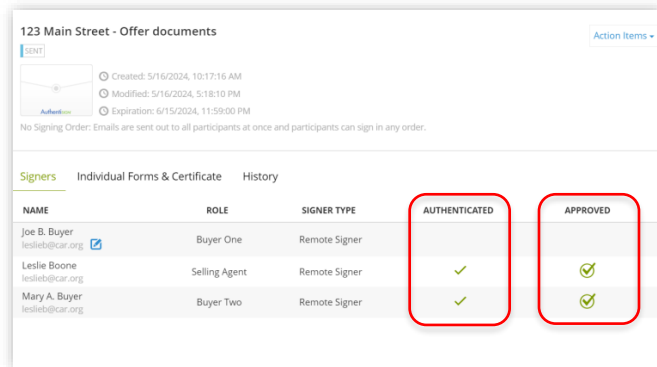 123 Main Street - Offer documents
Action Items
SENT
Created: 5/16/2024, 10:17:16 AM
Modified: 5/16/2024, 5:18:10 PM
Authentisign
Expiration: 6/15/2024, 11:59:00 PM
No Signing Order: Emails are sent out to all participants at once and participants can sign in any order.
Signers Individual Forms & Certificate History
NAME ROLE SIGNER TYPE AUTHENTICATED APPROVED
Joe B. Buyer
leslieb@car.org Buyer One Remote Signer
Leslie Boone
leslieb@car.org Selling Agent Remote Signer
Mary A. Buyer
leslieb@car.org Buyer Two Remote Signer